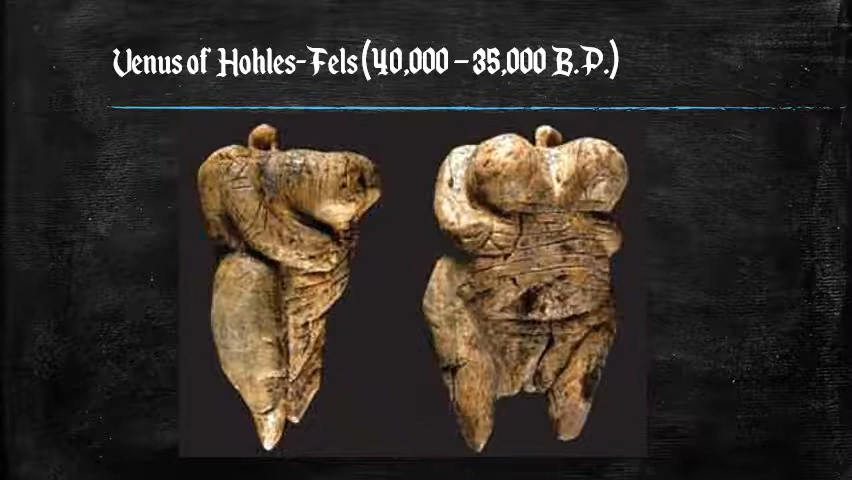 Venus of Hohles-Fels (40,000 – 35,000 B.P.)